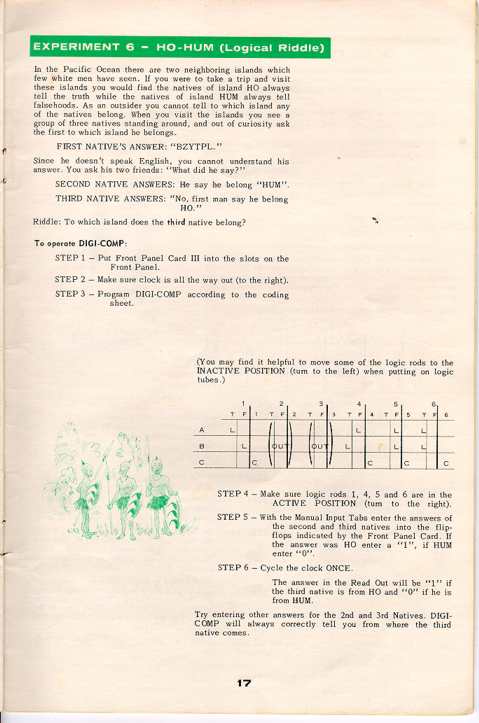 EXPERIMENT 6 – HO-HUM (Logical Riddle)
In the Pacific Ocean there are two neighboring islands which
few white men have seen. If you were to take a trip and visit
these islands you would find the natives of island HO always
tell the truth while the natives of island HUM always tell
falsehoods. As an outsider you cannot tell to which island any
of the natives belong. When you visit the islands you see a
group of three natives standing around, and out of curiosity ask
the first to which island he belongs.
FIRST NATIVE'S ANSWER: "BZYTPL."
Since he doesn't speak English, you cannot understand his
answer. You ask his two friends: "What did he say?"
SECOND NATIVE ANSWERS: He say he belong "HUM".
THIRD NATIVE ANSWERS: "No, first man say he belong
HO."
Riddle: To which island does the third native belong?
To operate DIGI-COMP:
STEP 1 – Put Front Panel Card III into the slots on the
Front Panel.
STEP 2 – Make sure clock is all the way out (to the right).
STEP 3 – Program DIGI-COMP according to the coding
sheet.
(You may find it helpful to move some of the logic rods to the
INACTIVE POSITION (turn to the left) when putting on logic
tubes.)
1 2 3 4 5 6
T F 1 T F 2 T F 3 T F 4 T F 5 T F 6
A L L L L
B L OUT OUT L L L
C C C C C
STEP 4 – Make sure logic rods 1, 4, 5 and 6 are in the
ACTIVE POSITION (turn to the right).
STEP 5 – With the Manual Input Tabs enter the answers of
the second and third natives into the flip-
flops indicated by the Front Panel Card. If
the answer was HO enter a "1", if HUM
enter "0".
STEP 6 – Cycle the clock ONCE.
The answer in the Read Out will be "1" if
the third native is from HO and "0" if he is
from HUM.
Try entering other answers for the 2nd and 3rd Natives. DIGI-
COMP will always correctly tell you from where the third
native comes.
17